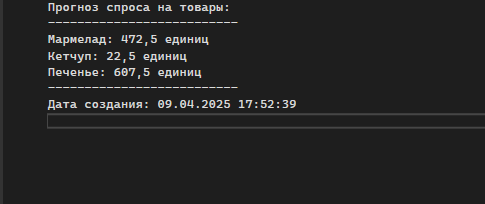 Прогноз спроса на товары:
--------------------------
Мармелад: 472,5 единиц
Кетчуп: 22,5 единиц
Печенье: 607,5 единиц
--------------------------
Дата создания: 09.04.2025 17:52:39